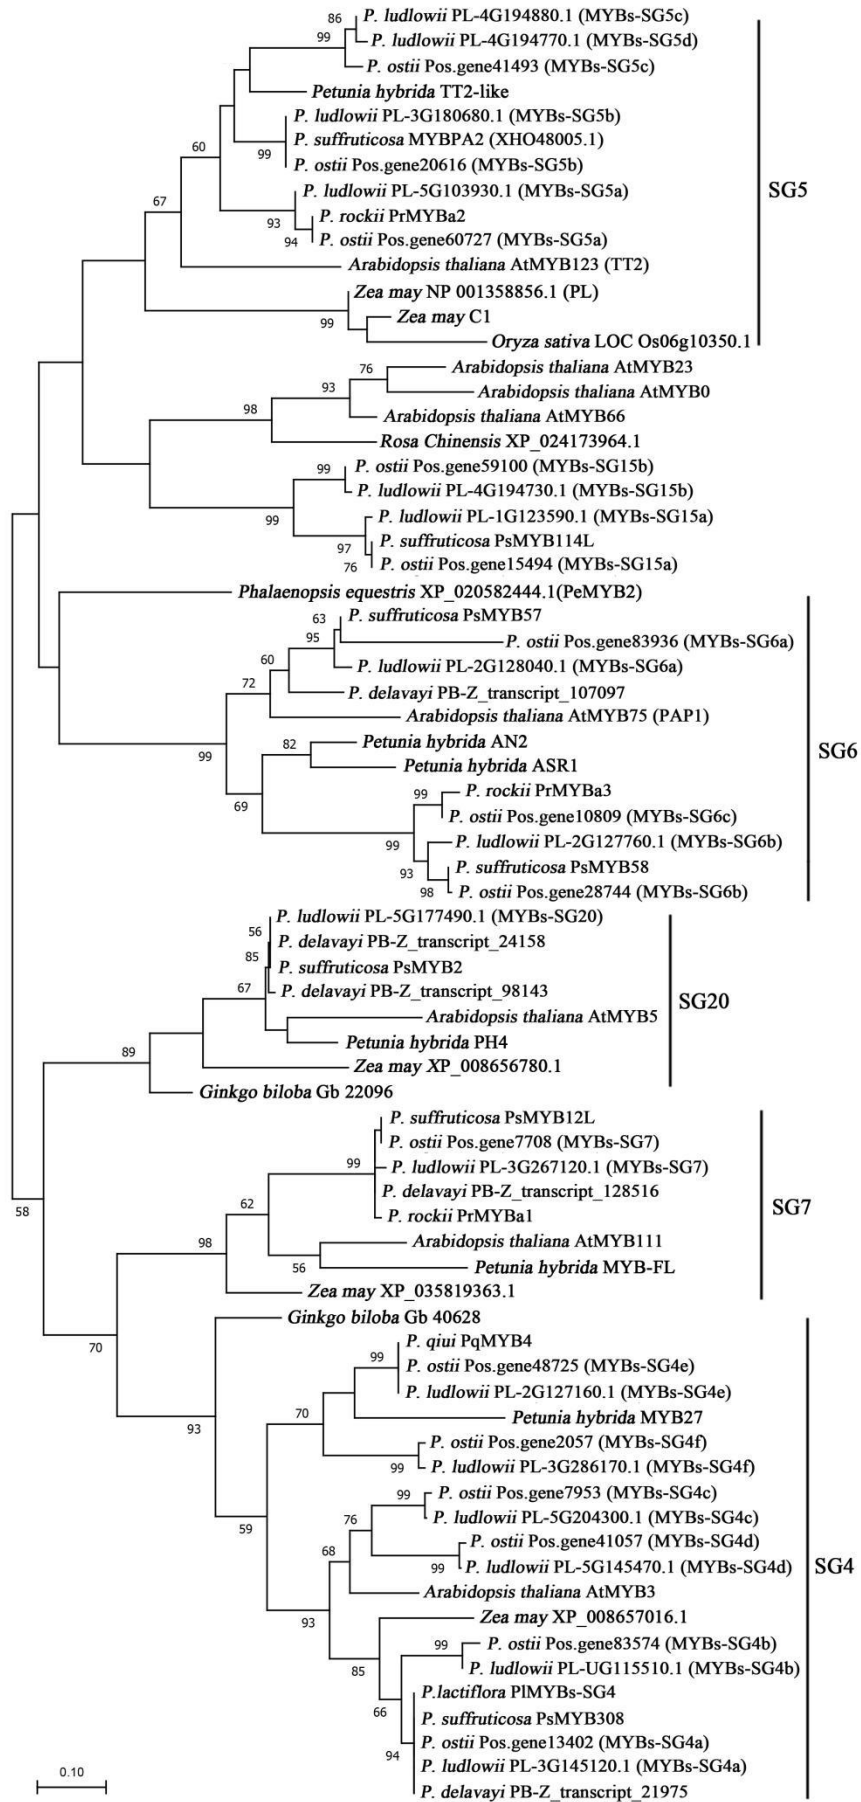 86 P. ludlowii PL-4G194880.1 (MYBs-SG5c)
99 P. ludlowii PL-4G194770.1 (MYBs-SG5d)
P. ostii Pos.gene41493 (MYBs-SG5c)
Petunia hybrida TT2-like
P. ludlowii PL-3G180680.1 (MYBs-SG5b)
60 P. suffruticosa MYBPA2 (XHO48005.1)
99 P. ostii Pos.gene20616 (MYBs-SG5b)
P. ludlowii PL-5G103930.1 (MYBs-SG5a)
SG5
67 93 P. rockii PrMYBa2
94 P. ostii Pos.gene60727 (MYBs-SG5a)
Arabidopsis thaliana AtMYB123 (TT2)
Zea may NP 001358856.1 (PL)
99 Zea may C1
Oryza sativa LOC Os06g10350.1
76 Arabidopsis thaliana AtMYB23
93 Arabidopsis thaliana AtMYB0
98 Arabidopsis thaliana AtMYB66
Rosa Chinensis XP_024173964.1
99 P. ostii Pos.gene59100 (MYBs-SG15b)
P. ludlowii PL-4G194730.1 (MYBs-SG15b)
99 P. ludlowii PL-1G123590.1 (MYBs-SG15a)
97 P. suffruticosa PsMYB114L
76 P. ostii Pos.gene15494 (MYBs-SG15a)
Phalaenopsis equestris XP_020582444.1(PeMYB2)
63 P. suffruticosa PsMYB57
95 P. ostii Pos.gene83936 (MYBs-SG6a)
60 P. ludlowii PL-2G128040.1 (MYBs-SG6a)
72 P. delavayi PB-Z_transcript_107097
Arabidopsis thaliana AtMYB75 (PAP1)
99 82 Petunia hybrida AN2
SG6
Petunia hybrida ASR1
69 99 P. rockii PrMYBa3
P. ostii Pos.gene10809 (MYBs-SG6c)
99 P. ludlowii PL-2G127760.1 (MYBs-SG6b)
93 P. suffruticosa PsMYB58
98 P. ostii Pos.gene28744 (MYBs-SG6b)
P. ludlowii PL-5G177490.1 (MYBs-SG20)
56 P. delavayi PB-Z_transcript_24158
85 P. suffruticosa PsMYB2
67 P. delavayi PB-Z_transcript_98143
SG20
Arabidopsis thaliana AtMYB5
Petunia hybrida PH4
89 Zea may XP_008656780.1
Ginkgo biloba Gb 22096
P. suffruticosa PsMYB12L
P. ostii Pos.gene7708 (MYBs-SG7)
99 P. ludlowii PL-3G267120.1 (MYBs-SG7)
P. delavayi PB-Z_transcript_128516
58 62 P. rockii PrMYBa1
SG7
98 Arabidopsis thaliana AtMYB111
56 Petunia hybrida MYB-FL
Zea may XP_035819363.1
Ginkgo biloba Gb 40628
70 P. qiui PqMYB4
99 P. ostii Pos.gene48725 (MYBs-SG4e)
P. ludlowii PL-2G127160.1 (MYBs-SG4e)
93 70 Petunia hybrida MYB27
P. ostii Pos.gene2057 (MYBs-SG4f)
99 P. ludlowii PL-3G286170.1 (MYBs-SG4f)
99 P. ostii Pos.gene7953 (MYBs-SG4c)
59 76 P. ludlowii PL-5G204300.1 (MYBs-SG4c)
P. ostii Pos.gene41057 (MYBs-SG4d)
68 99 P. ludlowii PL-5G145470.1 (MYBs-SG4d)
SG4
Arabidopsis thaliana AtMYB3
93 Zea may XP_008657016.1
99 P. ostii Pos.gene83574 (MYBs-SG4b)
85 P. ludlowii PL-UG115510.1 (MYBs-SG4b)
P.lactiflora PlMYBs-SG4
66 P. suffruticosa PsMYB308
P. ostii Pos.gene13402 (MYBs-SG4a)
94 P. ludlowii PL-3G145120.1 (MYBs-SG4a)
P. delavayi PB-Z_transcript_21975
0.10